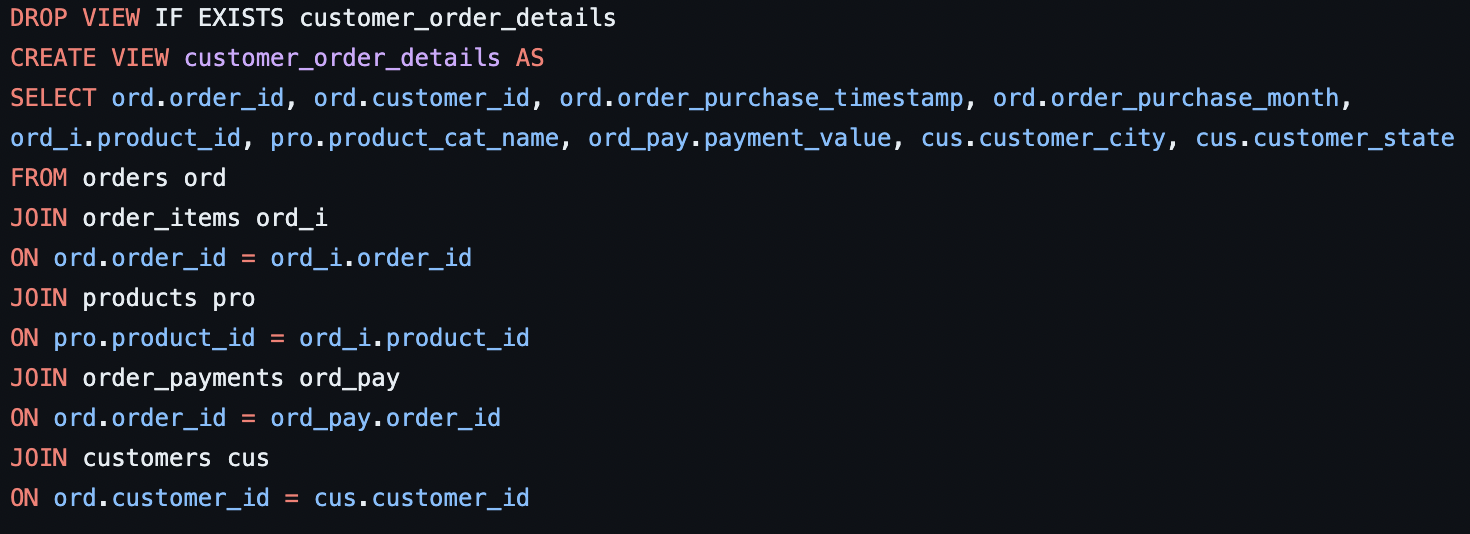 DROP VIEW IF EXISTS customer_order_details
CREATE VIEW customer_order_details AS
SELECT ord.order_id, ord.customer_id, ord.order_purchase_timestamp, ord.order_purchase_month,
ord_i.product_id, pro.product_cat_name, ord_pay.payment_value, cus.customer_city, cus.customer_state
FROM orders ord
JOIN order_items ord_i
ON ord.order_id = ord_i.order_id
JOIN products pro
ON pro.product_id = ord_i.product_id
JOIN order_payments ord_pay
ON ord.order_id = ord_pay.order_id
JOIN customers cus
ON ord.customer_id = cus.customer_id